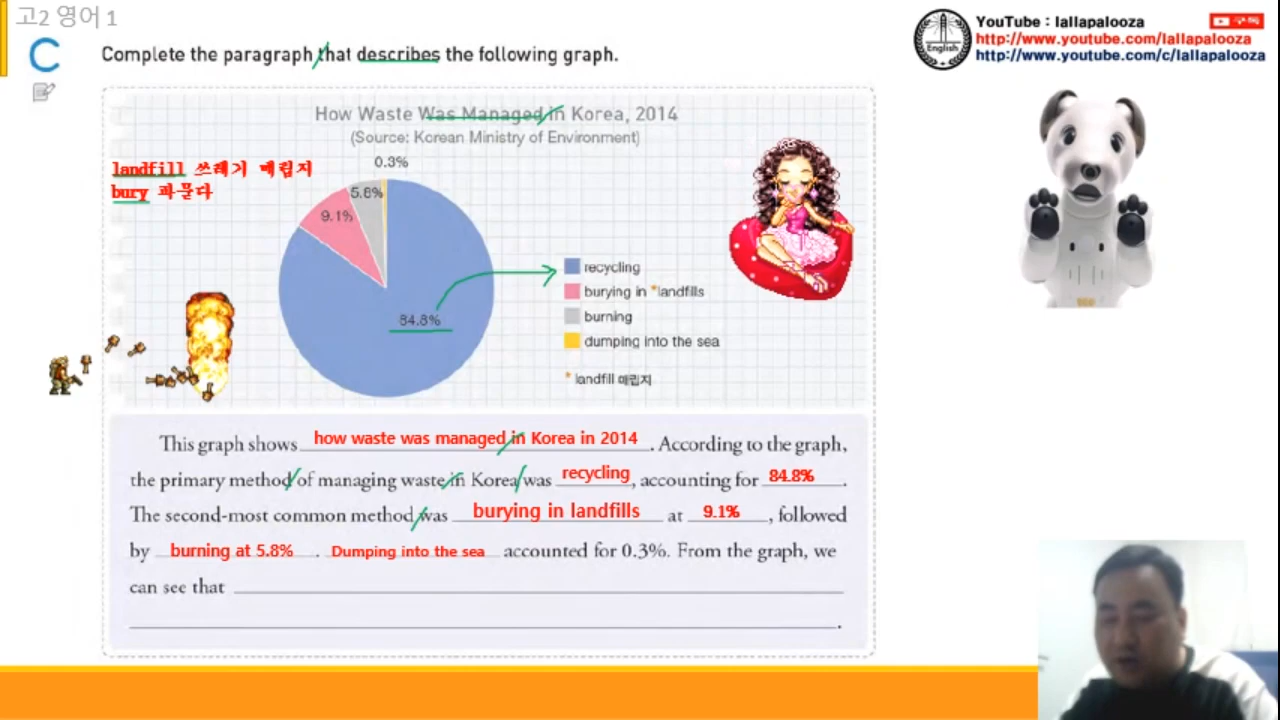 고2 영어 1
YouTube : lallapalooza
구독
http://www.youtube.com/lallapalooza
http://www.youtube.com/c/lallapalooza
English
C
Complete the paragraph that describes the following graph.
How Waste Was Managed in Korea, 2014
(Source: Korean Ministry of Environment)
landfill 쓰레기 매립지
bury 파묻다
0.3%
5.8%
9.1%
84.8%
recycling
burying in *landfills
burning
dumping into the sea
* landfill 매립지
This graph shows how waste was managed in Korea in 2014. According to the graph,
the primary method of managing waste in Korea was recycling, accounting for 84.8%.
The second-most common method was burying in landfills at 9.1%, followed
by burning at 5.8%. Dumping into the sea accounted for 0.3%. From the graph, we
can see that
.